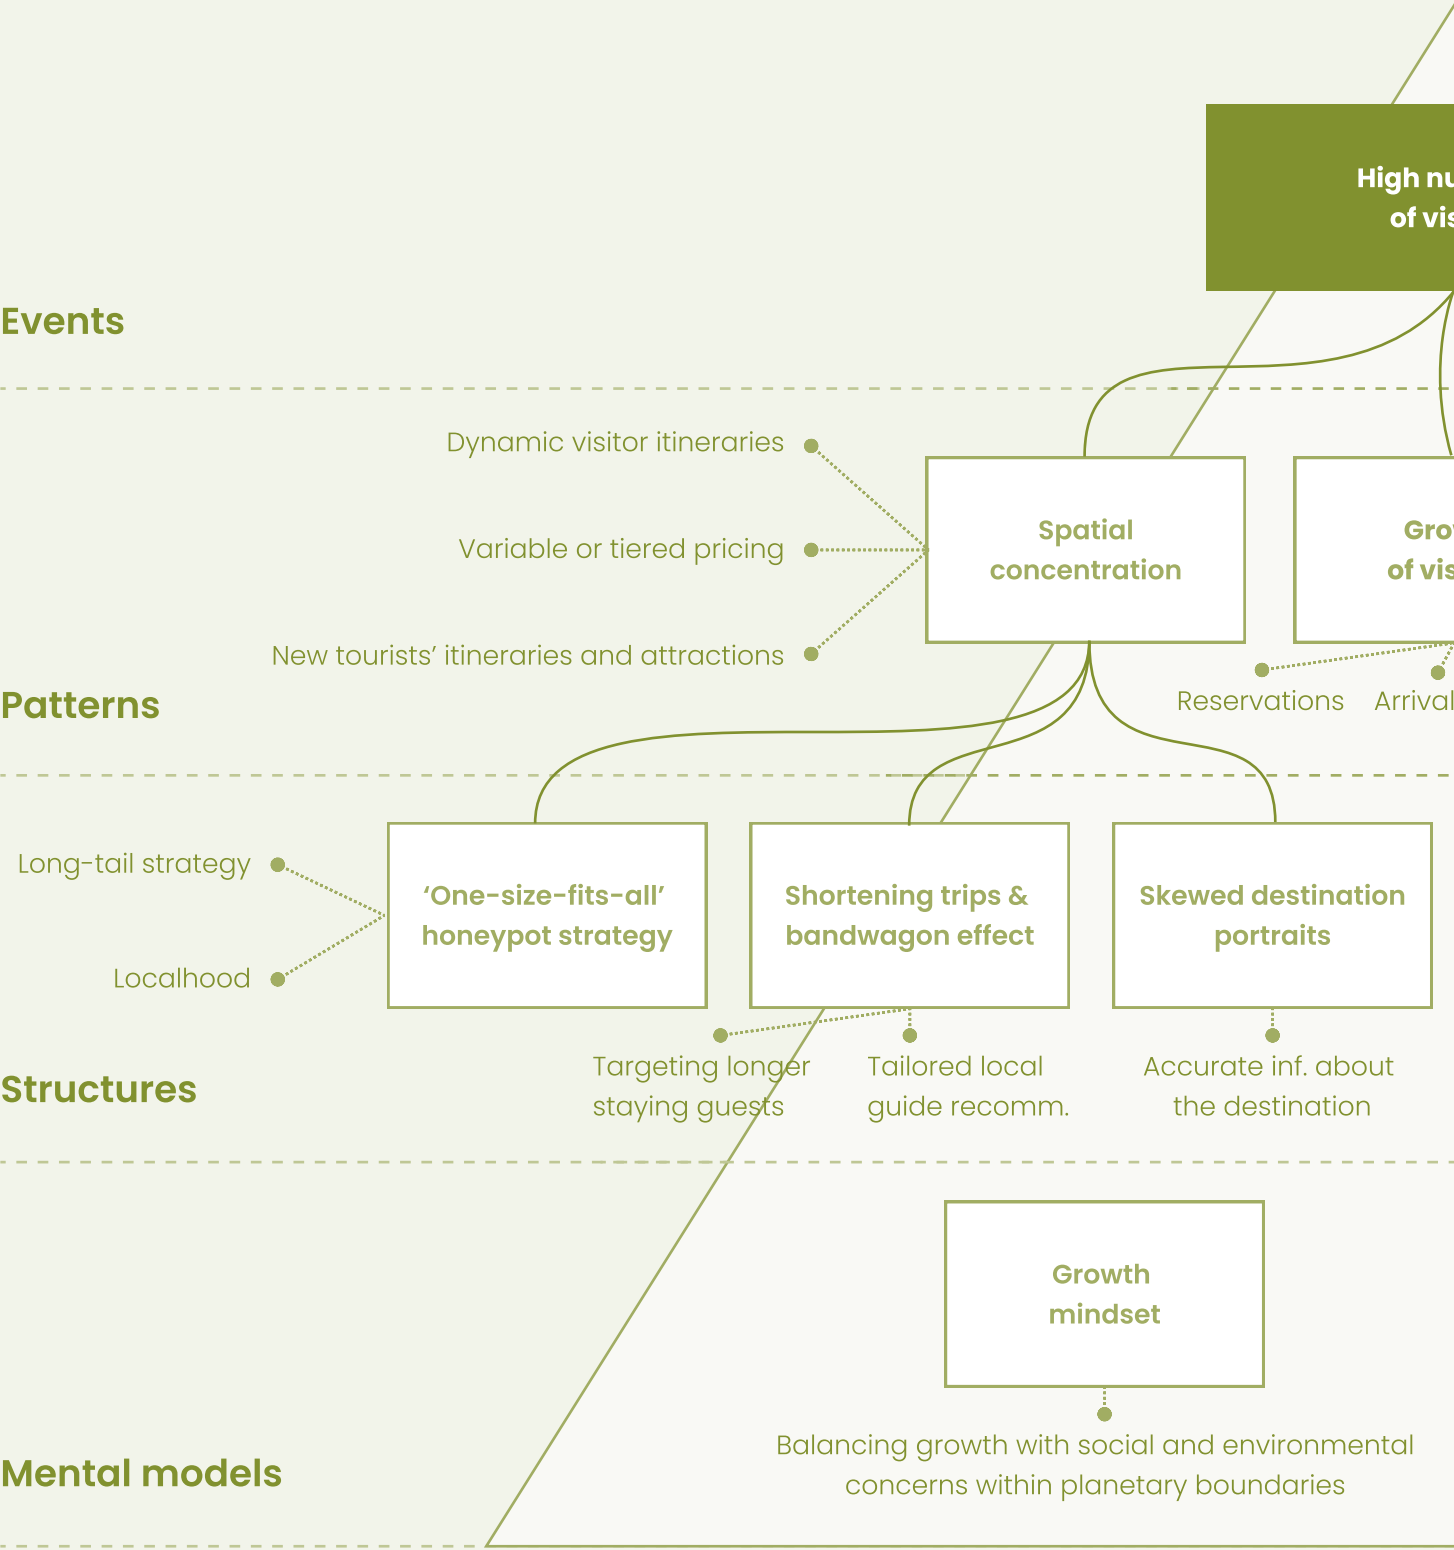 High nu
of vis
Events
Dynamic visitor itineraries
Variable or tiered pricing
New tourists’ itineraries and attractions
Spatial
concentration
Gro
of vis
Reservations
Arrival
Patterns
Long-tail strategy
Localhood
‘One-size-fits-all’
honeypot strategy
Shortening trips &
bandwagon effect
Skewed destination
portraits
Targeting longer
staying guests
Tailored local
guide recomm.
Accurate inf. about
the destination
Structures
Growth
mindset
Balancing growth with social and environmental
concerns within planetary boundaries
Mental models